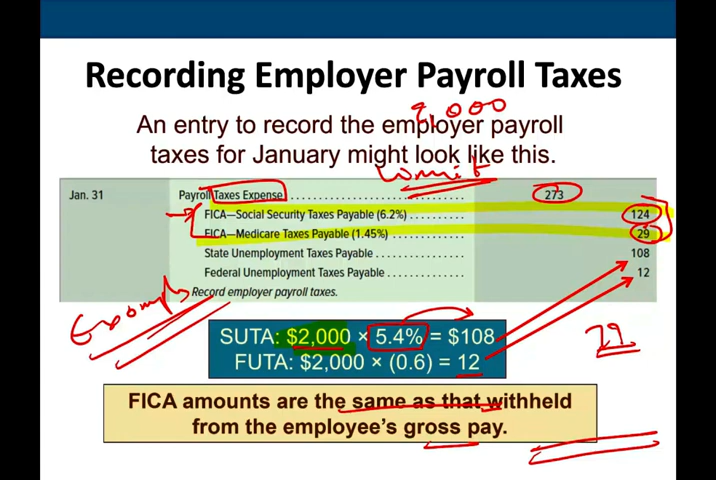 Recording Employer Payroll Taxes
2,000
An entry to record the employer payroll
taxes for January might look like this.
Jan. 31 Payroll Taxes Expense . . . . . . . . . . . . . . . . . . . . . . . . . . . . . . . . . . . . . . . 273
FICA—Social Security Taxes Payable (6.2%) . . . . . . . . . . . 124
FICA—Medicare Taxes Payable (1.45%) . . . . . . . . . . . . . . . 29
State Unemployment Taxes Payable . . . . . . . . . . . . . . . . . . 108
Federal Unemployment Taxes Payable . . . . . . . . . . . . . . . . 12
Record employer payroll taxes.
Example
SUTA: $2,000 × 5.4% = $108
29
FUTA: $2,000 × (0.6) = 12
FICA amounts are the same as that withheld
from the employee's gross pay.